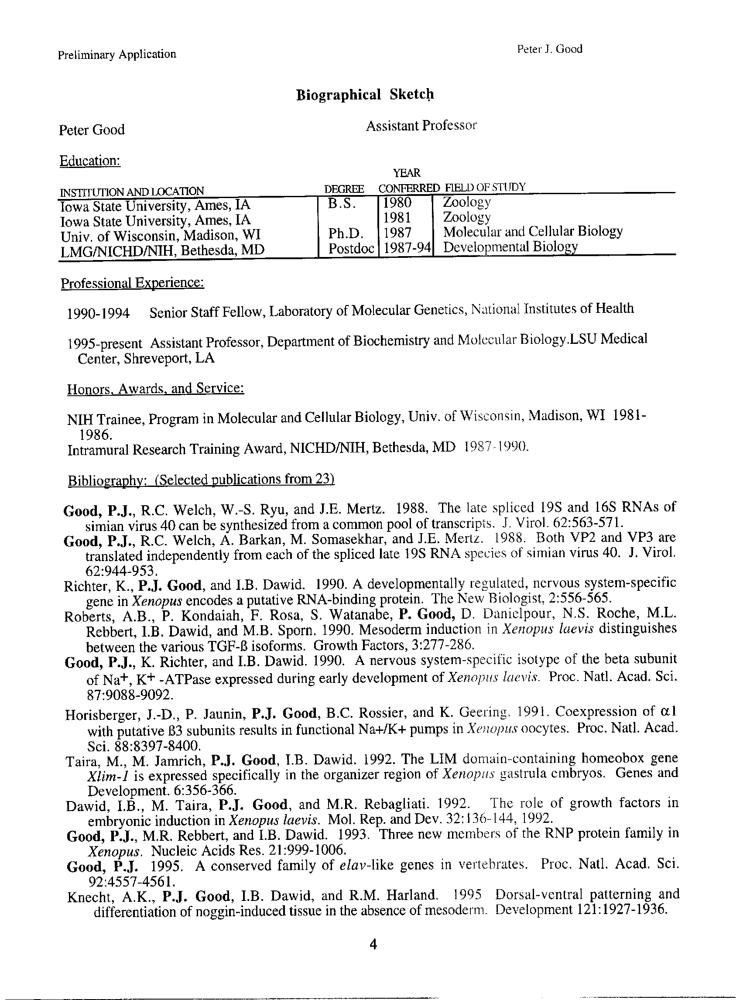 Preliminary Application
Peter J. Good
Biographical Sketch
Peter Good
Assistant Professor
Education:
YEAR
INSTITUTION AND LOCATION DEGREE CONFERRED FIELD OF STUDY
Iowa State University, Ames, IA B.S. 1980 Zoology
Iowa State University, Ames, IA 1981 Zoology
Univ. of Wisconsin, Madison, WI Ph.D. 1987 Molecular and Cellular Biology
LMG/NICHD/NIH, Bethesda, MD Postdoc 1987-94 Developmental Biology
Professional Experience:
1990-1994 Senior Staff Fellow, Laboratory of Molecular Genetics, National Institutes of Health
1995-present Assistant Professor, Department of Biochemistry and Molecular Biology.LSU Medical
Center, Shreveport, LA
Honors, Awards, and Service:
NIH Trainee, Program in Molecular and Cellular Biology, Univ. of Wisconsin, Madison, WI 1981-
1986.
Intramural Research Training Award, NICHD/NIH, Bethesda, MD 1987-1990.
Bibliography: (Selected publications from 23)
Good, P.J., R.C. Welch, W.-S. Ryu, and J.E. Mertz. 1988. The late spliced 19S and 16S RNAs of
simian virus 40 can be synthesized from a common pool of transcripts. J. Virol. 62:563-571.
Good, P.J., R.C. Welch, A. Barkan, M. Somasekhar, and J.E. Mertz. 1988. Both VP2 and VP3 are
translated independently from each of the spliced late 19S RNA species of simian virus 40. J. Virol.
62:944-953.
Richter, K., P.J. Good, and I.B. Dawid. 1990. A developmentally regulated, nervous system-specific
gene in Xenopus encodes a putative RNA-binding protein. The New Biologist, 2:556-565.
Roberts, A.B., P. Kondaiah, F. Rosa, S. Watanabe, P. Good, D. Danielpour, N.S. Roche, M.L.
Rebbert, I.B. Dawid, and M.B. Sporn. 1990. Mesoderm induction in Xenopus laevis distinguishes
between the various TGF-ß isoforms. Growth Factors, 3:277-286.
Good, P.J., K. Richter, and I.B. Dawid. 1990. A nervous system-specific isotype of the beta subunit
of Na+, K+ -ATPase expressed during early development of Xenopus laevis. Proc. Natl. Acad. Sci.
87:9088-9092.
Horisberger, J.-D., P. Jaunin, P.J. Good, B.C. Rossier, and K. Geering. 1991. Coexpression of α1
with putative ß3 subunits results in functional Na+/K+ pumps in Xenopus oocytes. Proc. Natl. Acad.
Sci. 88:8397-8400.
Taira, M., M. Jamrich, P.J. Good, I.B. Dawid. 1992. The LIM domain-containing homeobox gene
Xlim-1 is expressed specifically in the organizer region of Xenopus gastrula embryos. Genes and
Development. 6:356-366.
Dawid, I.B., M. Taira, P.J. Good, and M.R. Rebagliati. 1992. The role of growth factors in
embryonic induction in Xenopus laevis. Mol. Rep. and Dev. 32:136-144, 1992.
Good, P.J., M.R. Rebbert, and I.B. Dawid. 1993. Three new members of the RNP protein family in
Xenopus. Nucleic Acids Res. 21:999-1006.
Good, P.J. 1995. A conserved family of elav-like genes in vertebrates. Proc. Natl. Acad. Sci.
92:4557-4561.
Knecht, A.K., P.J. Good, I.B. Dawid, and R.M. Harland. 1995 Dorsal-ventral patterning and
differentiation of noggin-induced tissue in the absence of mesoderm. Development 121:1927-1936.
4